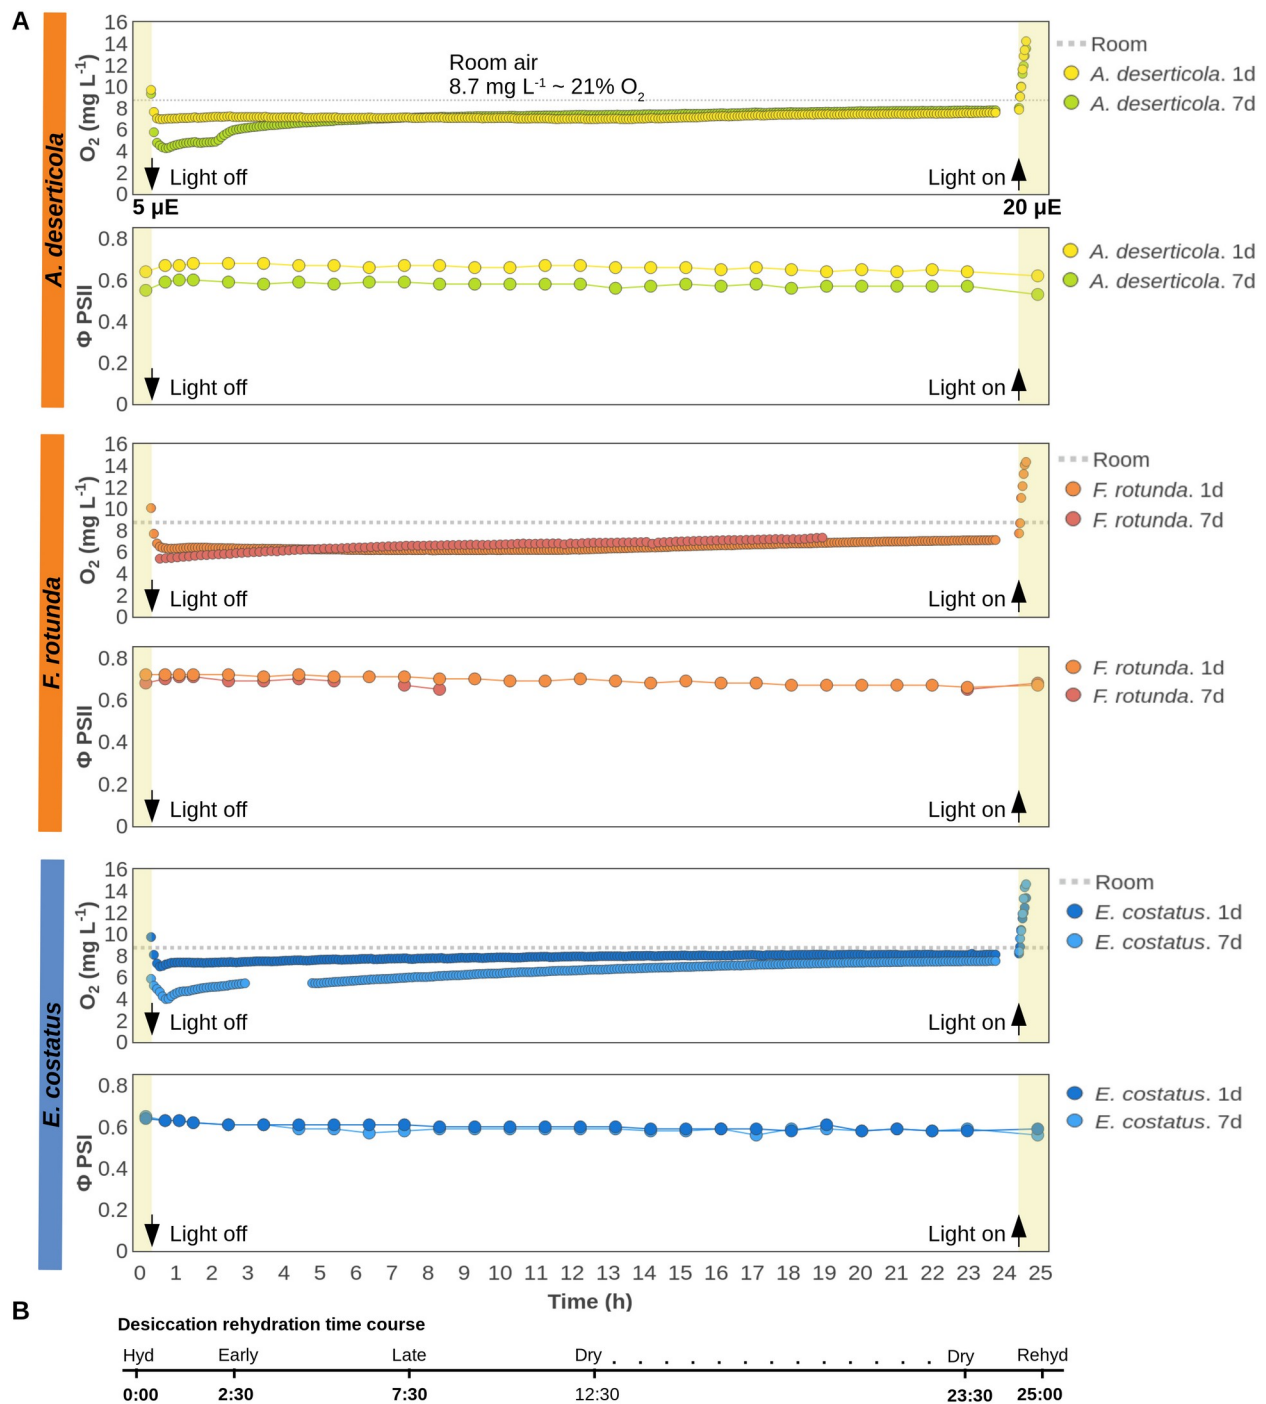 A
A. deserticola
16
14
12
10
8
6
4
2
0
O2 (mg L-1)
Room air
8.7 mg L-1 ~ 21% O2
Light off
Light on
Room
A. deserticola. 1d
A. deserticola. 7d
5 µE
20 µE
0.8
0.6
0.4
0.2
0
Φ PSII
Light off
Light on
A. deserticola. 1d
A. deserticola. 7d
F. rotunda
16
14
12
10
8
6
4
2
0
O2 (mg L-1)
Light off
Light on
Room
F. rotunda. 1d
F. rotunda. 7d
0.8
0.6
0.4
0.2
0
Φ PSII
Light off
Light on
F. rotunda. 1d
F. rotunda. 7d
E. costatus
16
14
12
10
8
6
4
2
0
O2 (mg L-1)
Light off
Light on
Room
E. costatus. 1d
E. costatus. 7d
0.8
0.6
0.4
0.2
0
Φ PSI
Light off
Light on
E. costatus. 1d
E. costatus. 7d
0 1 2 3 4 5 6 7 8 9 10 11 12 13 14 15 16 17 18 19 20 21 22 23 24 25
Time (h)
B
Desiccation rehydration time course
Hyd Early Late Dry . . . . . . . . . . . . . Dry Rehyd
0:00 2:30 7:30 12:30 23:30 25:00